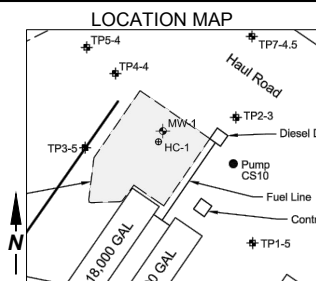 LOCATION MAP
TP5-4
TP7-4.5
TP4-4
Haul Road
TP2-3
MW-1
Diesel
HC-1
TP3-5
Pump
CS10
Fuel Line
N
18,000 GAL
GAL
TP1-5